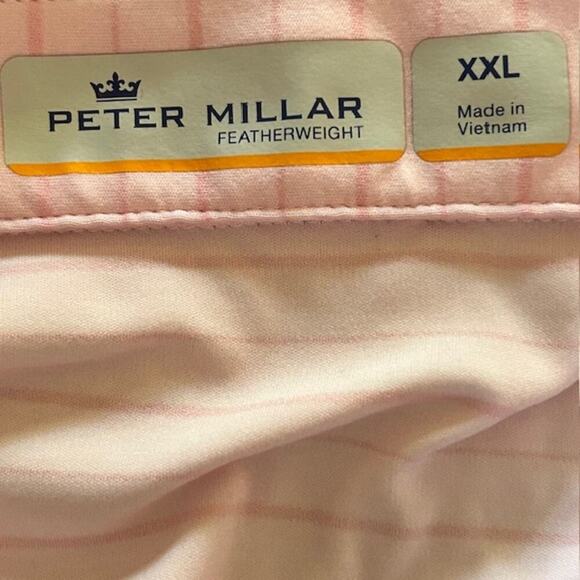 PETER MILLAR
FEATHERWEIGHT
XXL
Made in
Vietnam